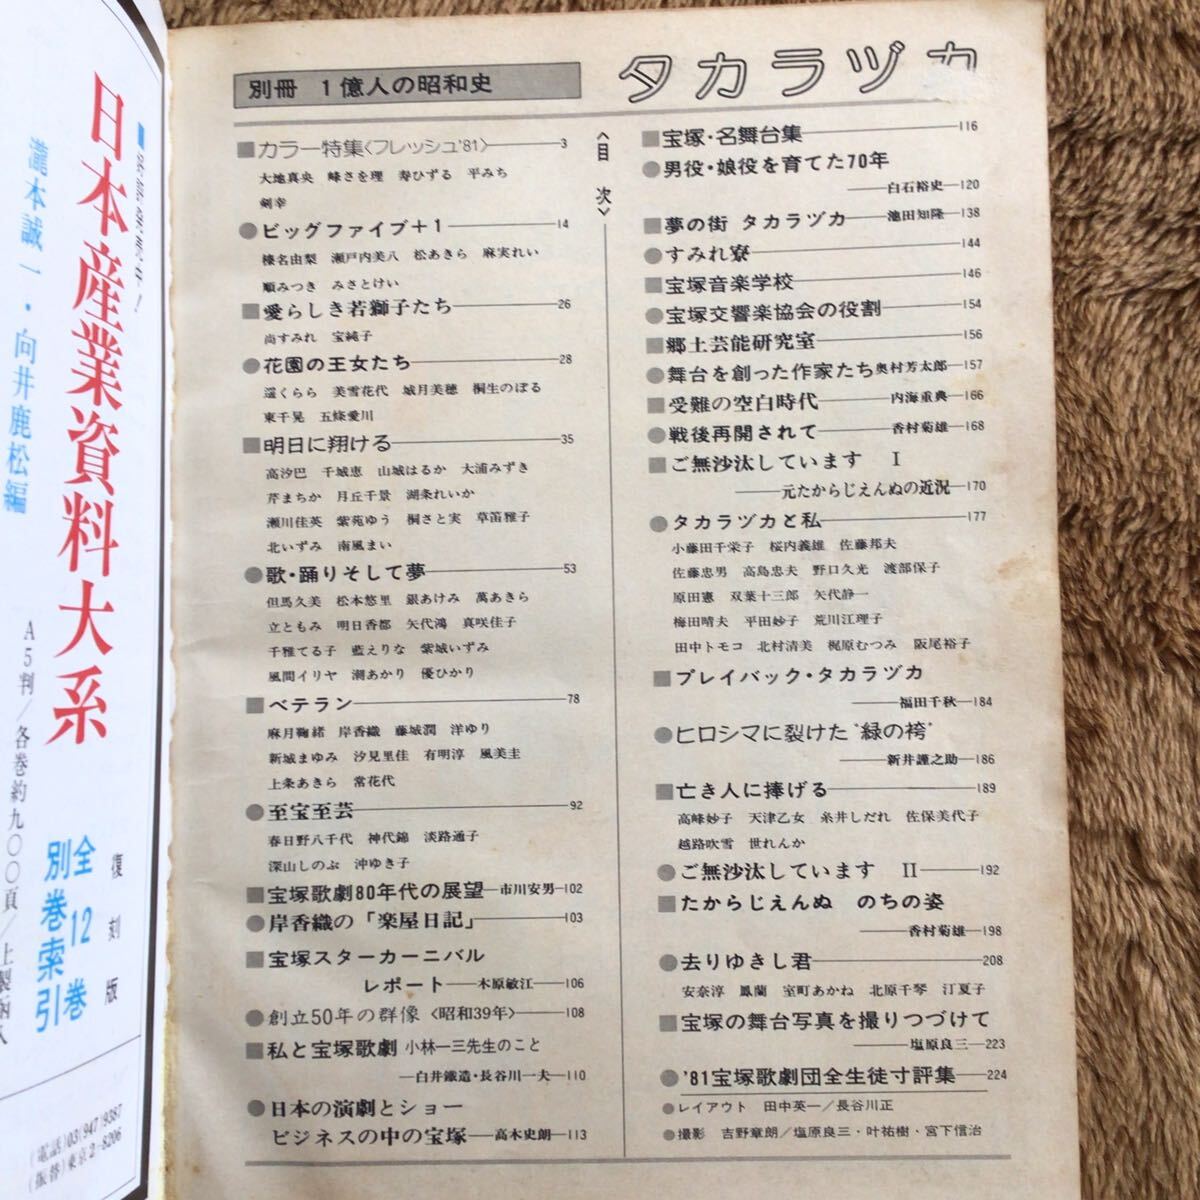 日本産業資料大系
瀧本誠一・向井鹿松編
A5判／各巻約九〇〇頁／上製函入
復刻版
全12巻
別巻索引
(電話)03(947)9387
(振替)東京2-8206
別冊 1億人の昭和史
タカラヅカ
〈目次〉
■カラー特集〈フレッシュ'81〉 3
大地真央 峰さを理 寿ひずる 平みち
剣幸
●ビッグファイブ+1 14
榛名由梨 瀬戸内美八 松あきら 麻実れい
順みつき みさとけい
■愛らしき若獅子たち 26
尚すみれ 宝純子
●花園の王女たち 28
遥くらら 美雪花代 城月美穂 桐生のぼる
東千晃 五條愛川
■明日に翔ける 35
高汐巴 千城恵 山城はるか 大浦みずき
芹まちか 月丘千景 湖条れいか
瀬川佳英 紫苑ゆう 桐さと実 草笛雅子
北いずみ 南風まい
●歌・踊りそして夢 53
但馬久美 松本悠里 銀あけみ 萬あきら
立ともみ 明日香都 矢代鴻 真咲佳子
千雅てる子 藍えりな 紫城いずみ
風間イリヤ 潮あかり 優ひかり
■ベテラン 78
麻月鞠緒 岸香織 藤城潤 洋ゆり
新城まゆみ 汐見里佳 有明淳 風美圭
上条あきら 常花代
●至宝至芸 92
春日野八千代 神代錦 淡路通子
深山しのぶ 沖ゆき子
■宝塚歌劇80年代の展望―市川安男―102
●岸香織の「楽屋日記」 103
■宝塚スターカーニバル
レポート―木原敏江―106
●創立50年の群像〈昭和39年〉 108
■私と宝塚歌劇 小林一三先生のこと
―白井鐵造・長谷川一夫―110
●日本の演劇とショー
ビジネスの中の宝塚―高木史朗―113
■宝塚・名舞台集 116
●男役・娘役を育てた70年
―白石裕史―120
■夢の街 タカラヅカ―池田知隆―138
●すみれ寮 144
■宝塚音楽学校 146
●宝塚交響楽協会の役割 154
■郷土芸能研究室 156
●舞台を創った作家たち 奥村芳太郎―157
■受難の空白時代―内海重典―166
●戦後再開されて―香村菊雄―168
■ご無沙汰しています I
―元たからじぇんぬの近況―170
●タカラヅカと私 177
小藤田千栄子 桜内義雄 佐藤邦夫
佐藤忠男 高島忠夫 野口久光 渡部保子
原田憲 双葉十三郎 矢代静一
梅田晴夫 平田妙子 荒川江理子
田中トモコ 北村清美 梶原むつみ 阪尾裕子
■プレイバック・タカラヅカ
―福田千秋―184
●ヒロシマに裂けた"緑の袴"
―新井謹之助―186
■亡き人に捧げる 189
高峰妙子 天津乙女 糸井しだれ 佐保美代子
越路吹雪 世れんか
●ご無沙汰しています II 192
■たからじぇんぬ のちの姿
―香村菊雄―198
●去りゆきし君 208
安奈淳 鳳蘭 室町あかね 北原千琴 汀夏子
■宝塚の舞台写真を撮りつづけて
―塩原良三―223
●'81宝塚歌劇団全生徒寸評集―224
●レイアウト 田中英一／長谷川正
●撮影 吉野章朗／塩原良三・叶祐樹・宮下信治